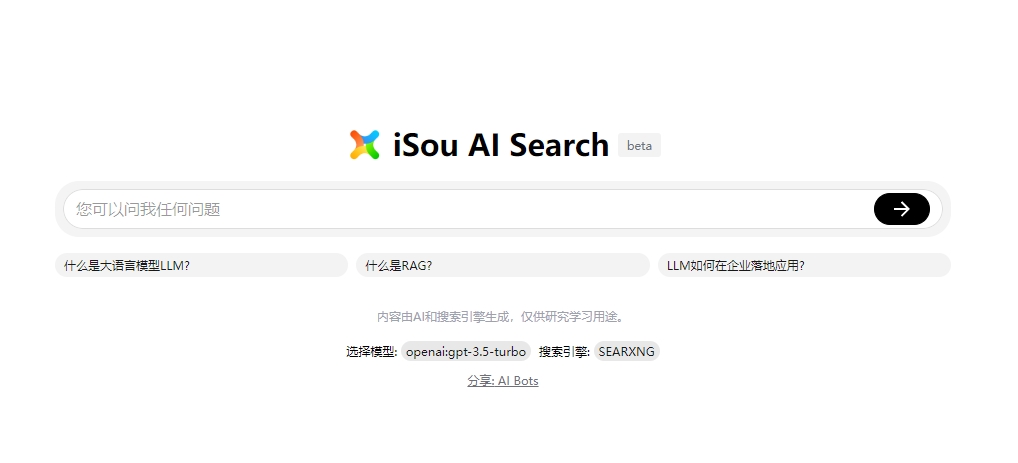 iSou AI Search beta
您可以问我任何问题
什么是大语言模型LLM? 什么是RAG? LLM如何在企业落地应用?
内容由AI和搜索引擎生成，仅供研究学习用途。
选择模型: openai:gpt-3.5-turbo 搜索引擎: SEARXNG
分享: AI Bots